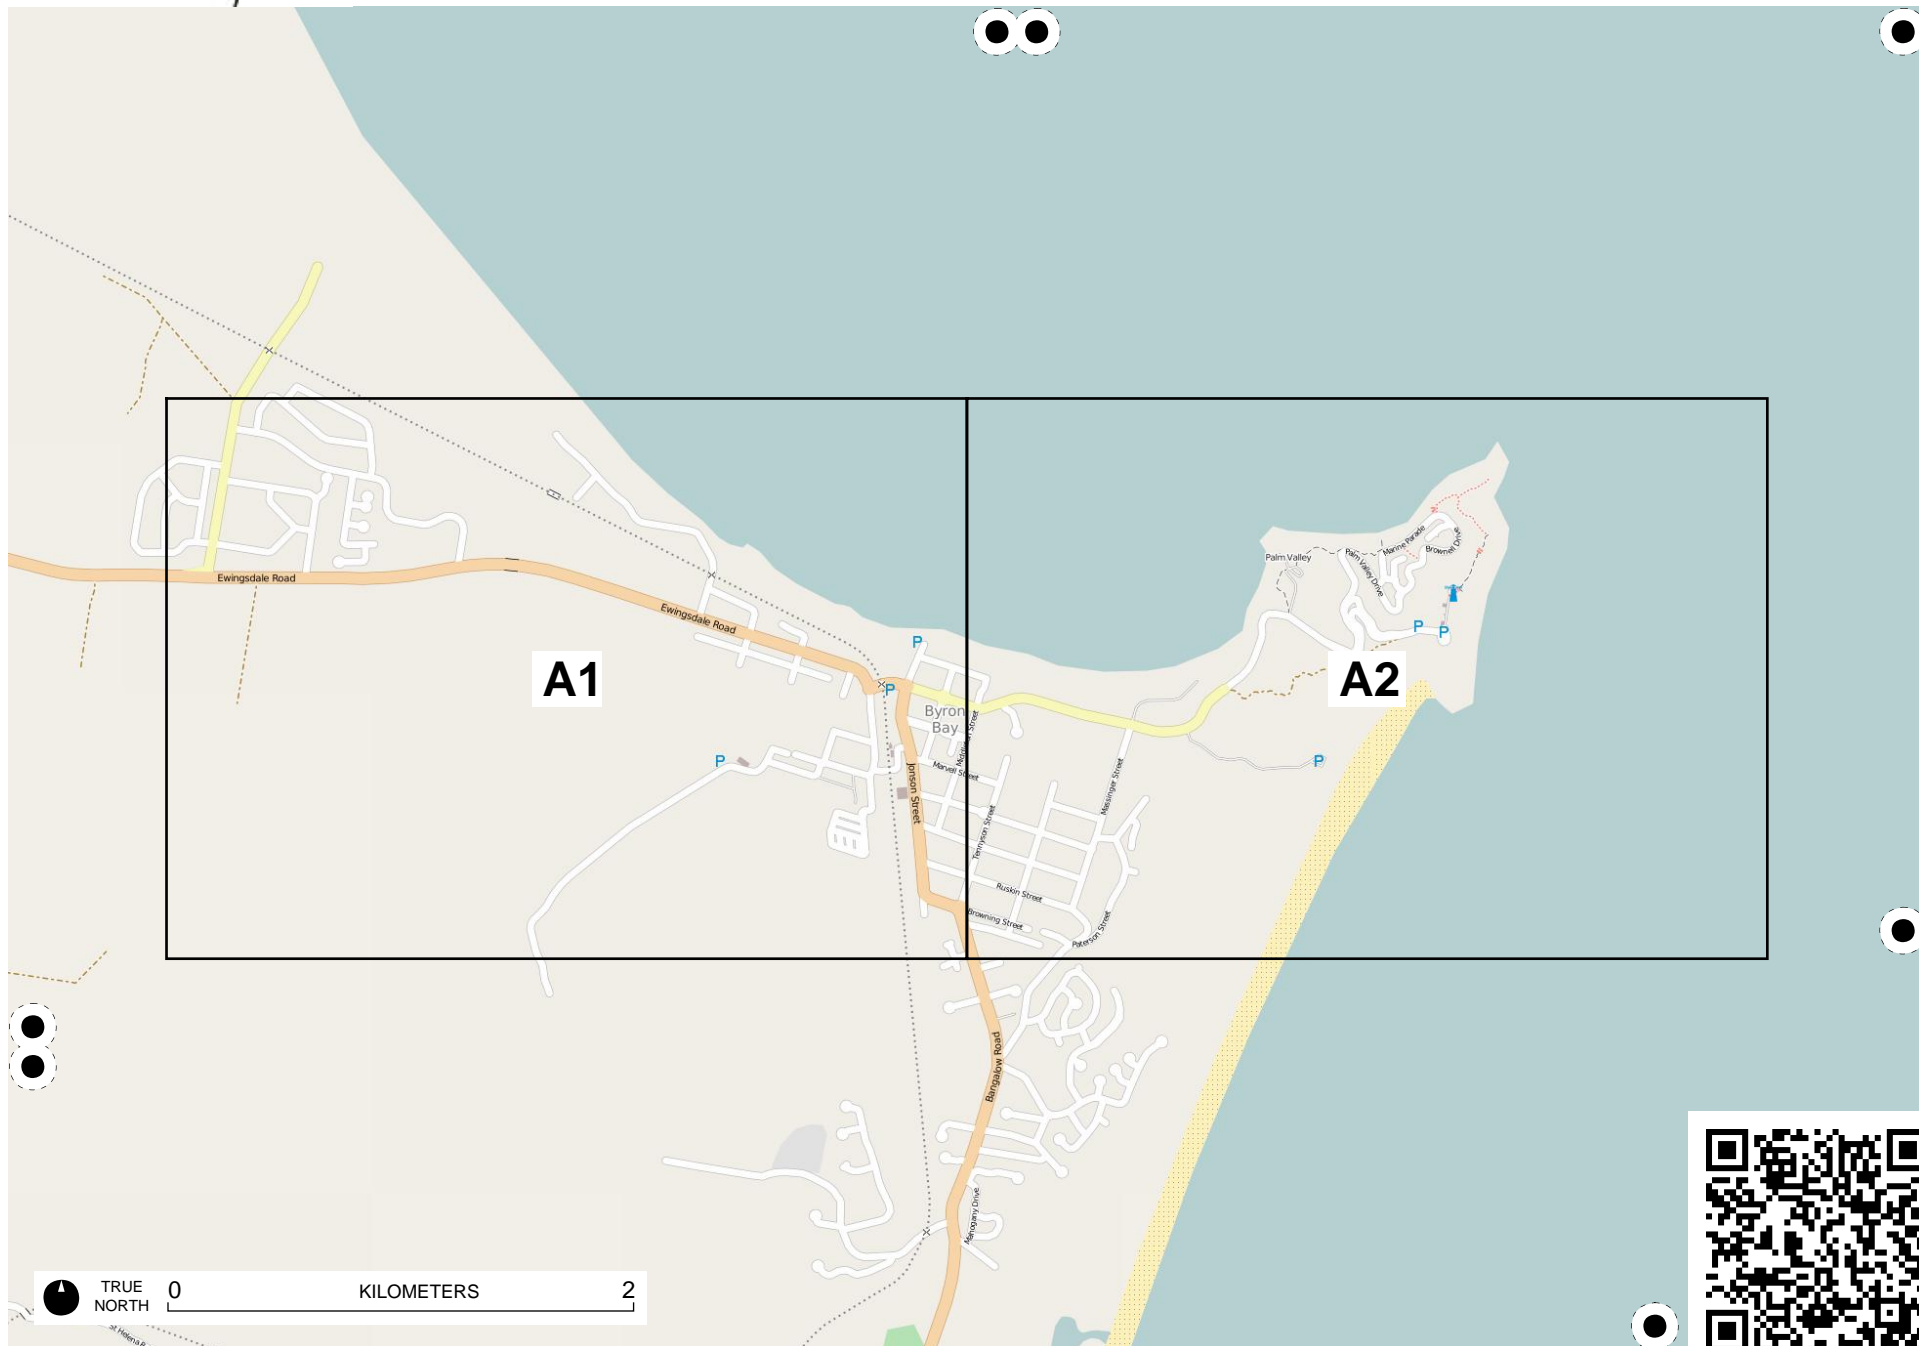 Palm Valley
Marine Parade
Brownell Drive
Palm Valley Drive
Ewingsdale Road
Ewingsdale Road
P
P
P
P
A1
A2
Byron
Bay
Massinger Street
Marvell Street
Jonson Street
P
P
Tennyson Street
Ruskin Street
Browning Street
Paterson Street
Bangalow Road
Mahogany Drive
TRUE
NORTH
0
KILOMETERS
2